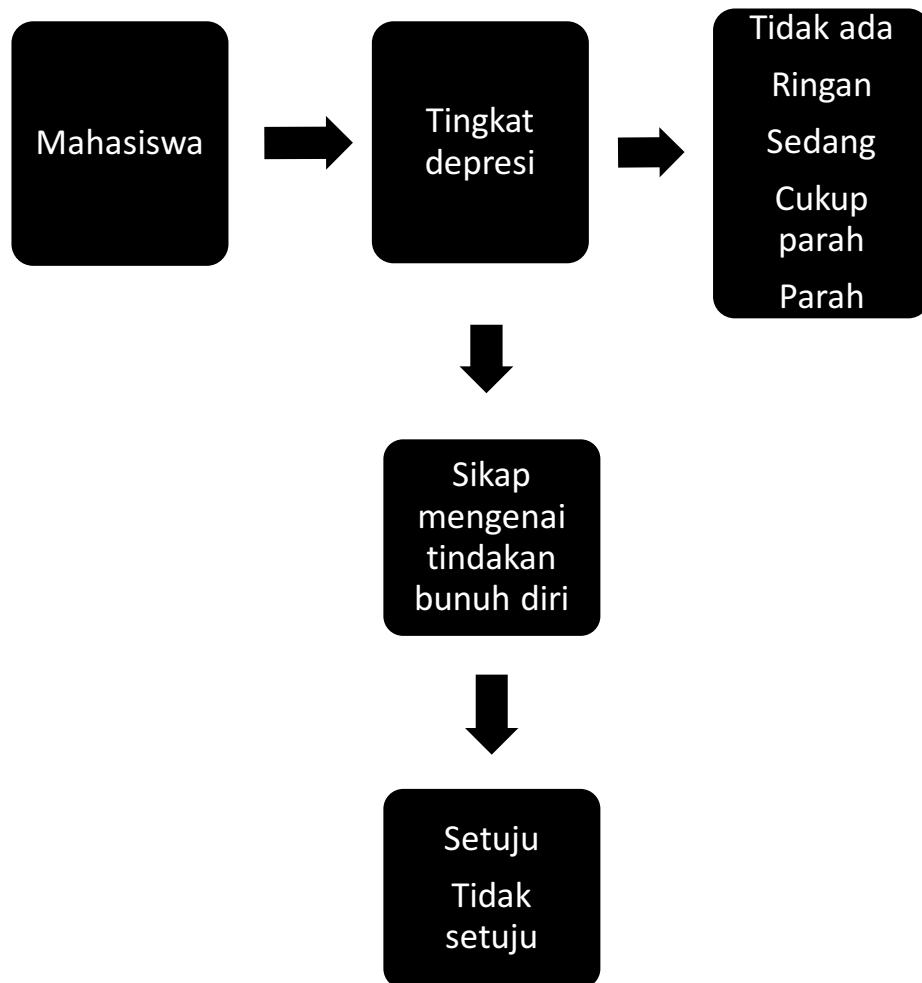 Mahasiswa
Tingkat
depresi
Tidak ada
Ringan
Sedang
Cukup
parah
Parah
Sikap
mengenai
tindakan
bunuh diri
Setuju
Tidak
setuju